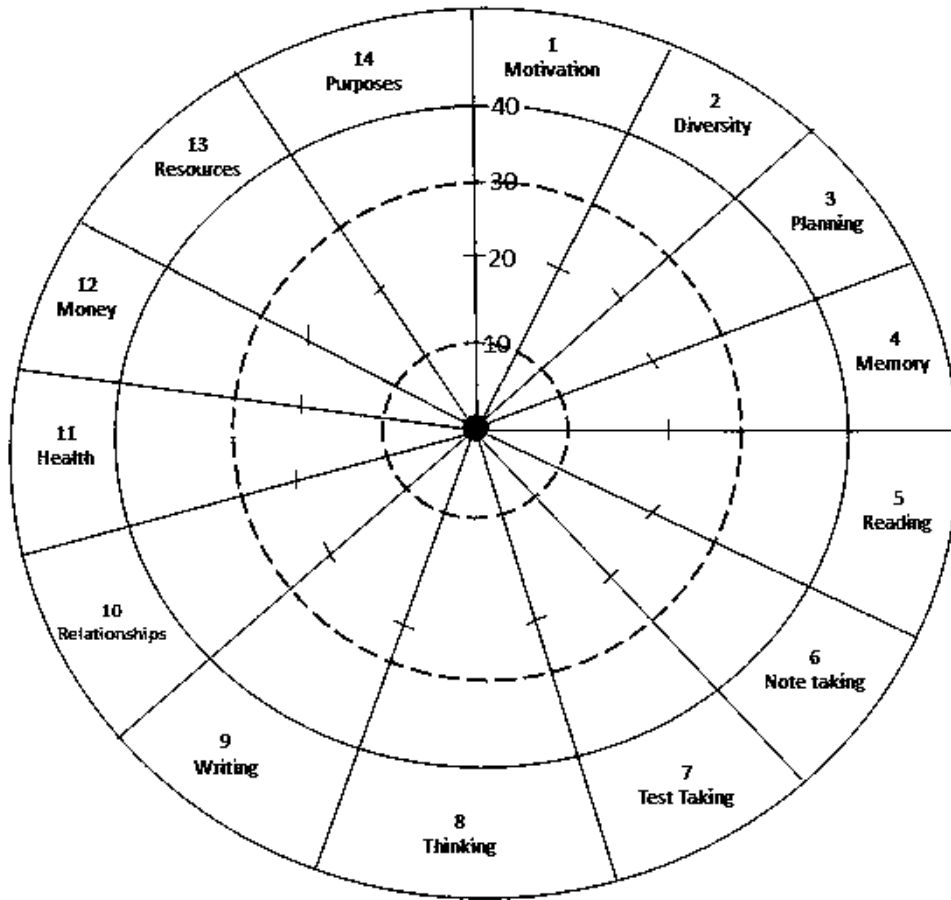 1
Motivation
2
Diversity
3
Planning
4
Memory
5
Reading
6
Note taking
7
Test Taking
8
Thinking
9
Writing
10
Relationships
11
Health
12
Money
13
Resources
14
Purposes
40
30
20
10